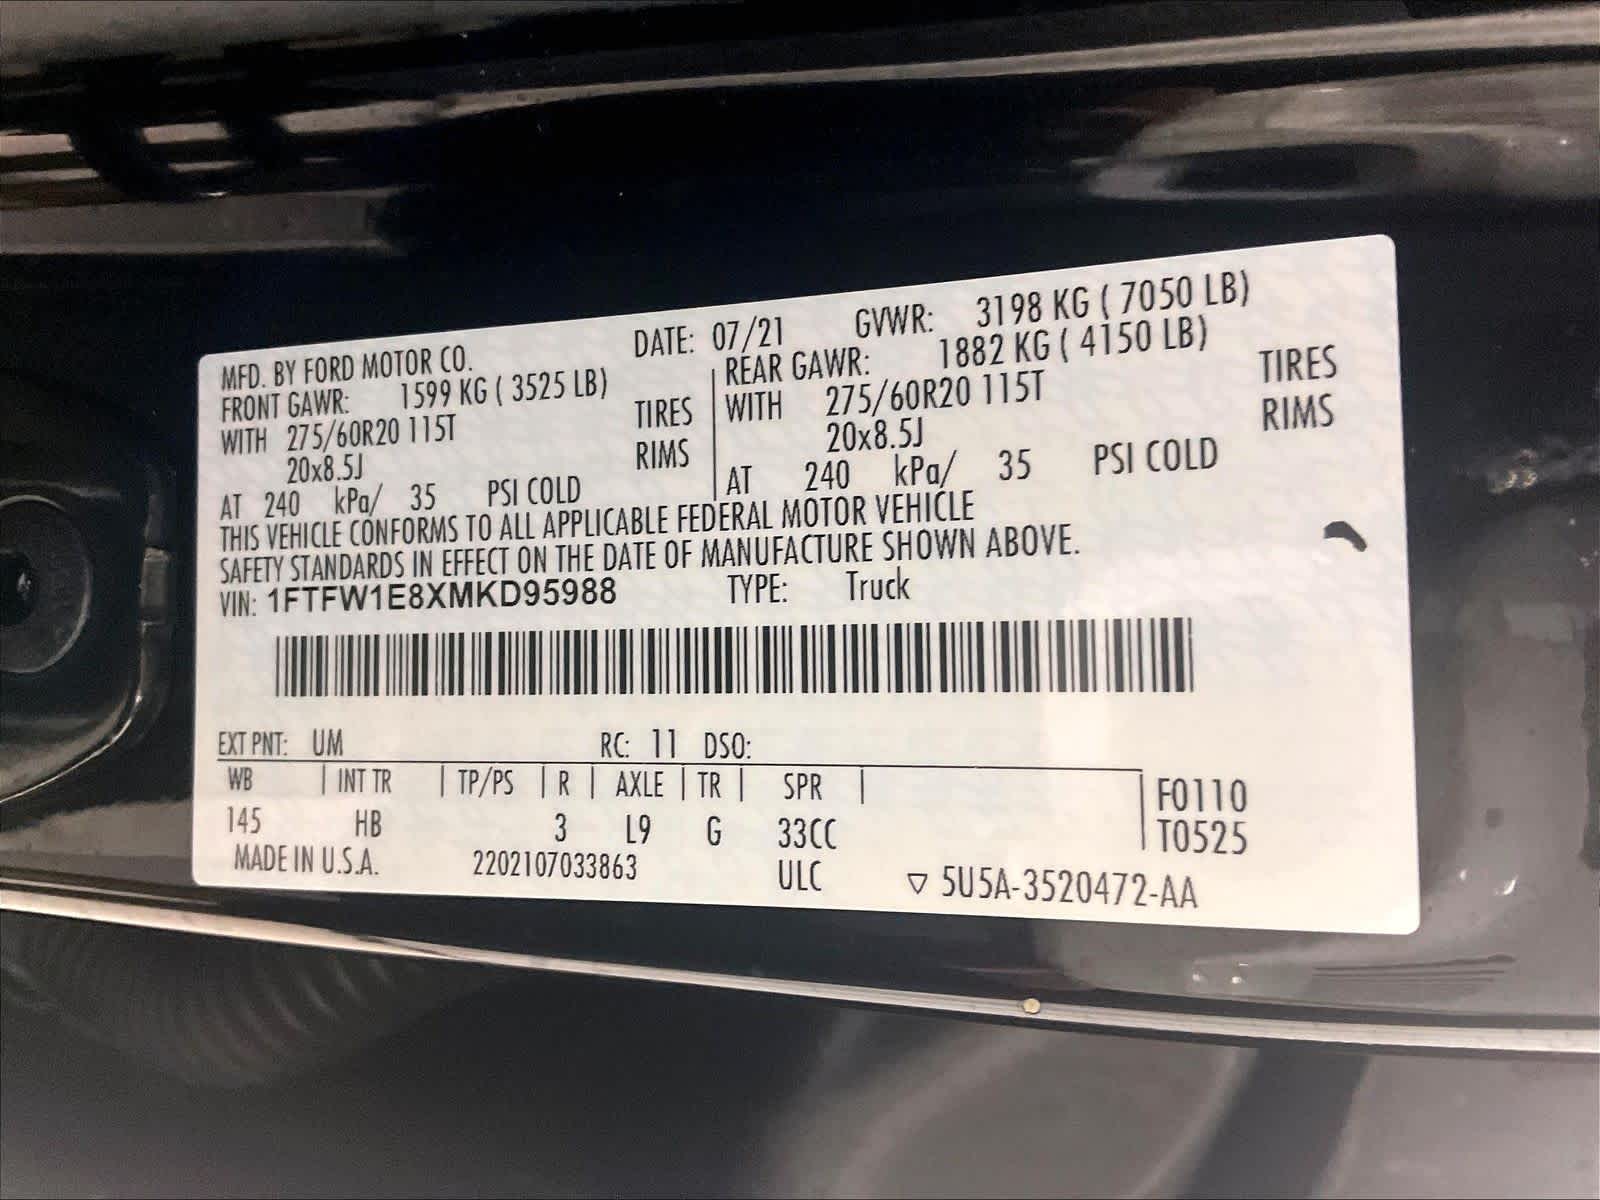 MFD. BY FORD MOTOR CO. DATE: 07/21 GVWR: 3198 KG ( 7050 LB)
FRONT GAWR: 1599 KG ( 3525 LB) REAR GAWR: 1882 KG ( 4150 LB)
WITH 275/60R20 115T TIRES WITH 275/60R20 115T TIRES
20x8.5J RIMS 20x8.5J RIMS
AT 240 kPa/ 35 PSI COLD AT 240 kPa/ 35 PSI COLD
THIS VEHICLE CONFORMS TO ALL APPLICABLE FEDERAL MOTOR VEHICLE
SAFETY STANDARDS IN EFFECT ON THE DATE OF MANUFACTURE SHOWN ABOVE.
VIN: 1FTFW1E8XMKD95988 TYPE: Truck
EXT PNT: UM RC: 11 DSO:
WB | INT TR | TP/PS | R | AXLE | TR | SPR | F0110
145 HB 3 L9 G 33CC T0525
MADE IN U.S.A. 2202107033863 ULC ▽ 5U5A-3520472-AA